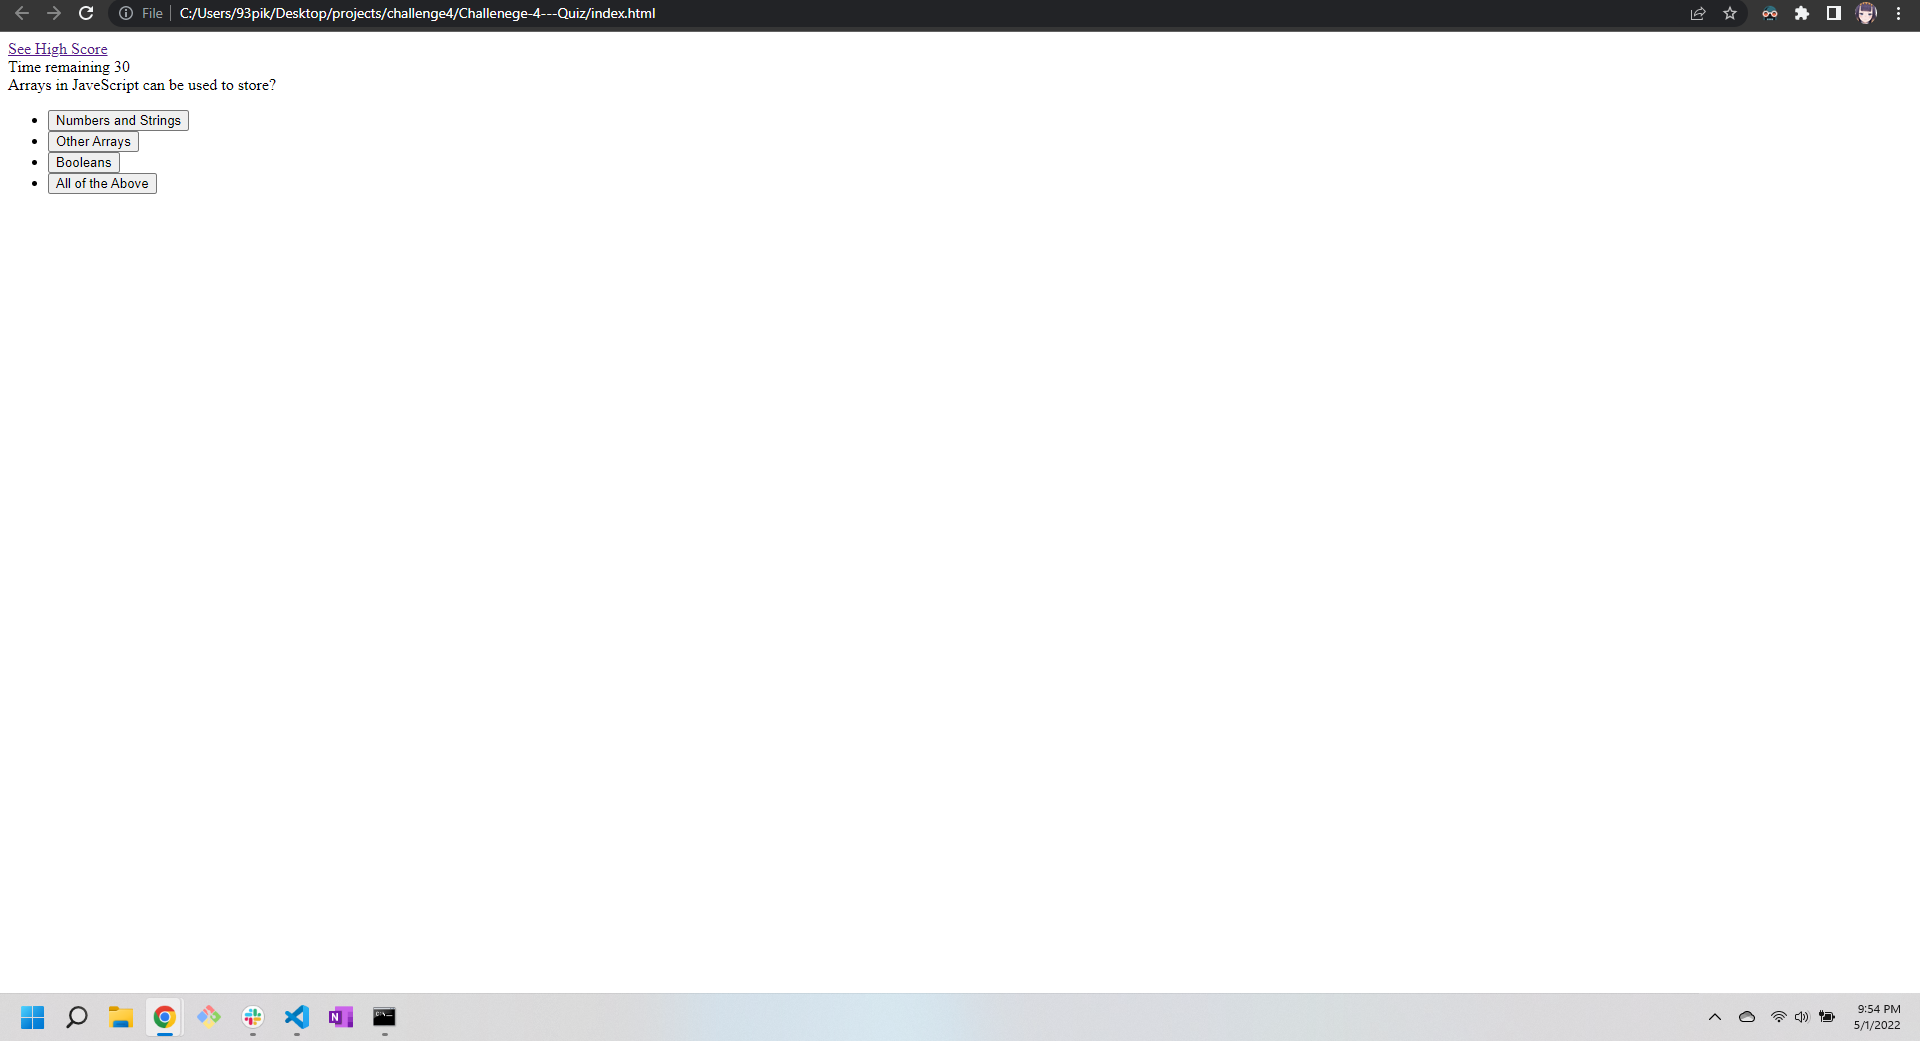 File C:/Users/93pik/Desktop/projects/challenge4/Challenege-4---Quiz/index.html
See High Score
Time remaining 30
Arrays in JaveScript can be used to store?
Numbers and Strings
Other Arrays
Booleans
All of the Above
9:54 PM
5/1/2022